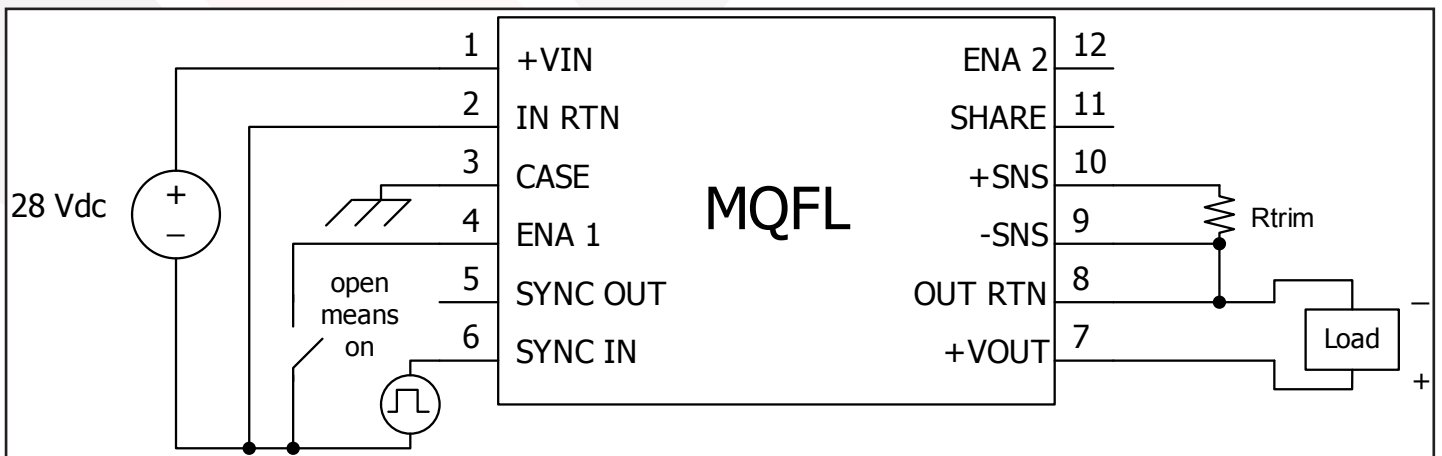 1
+VIN
2
IN RTN
3
CASE
4
ENA 1
5
SYNC OUT
6
SYNC IN
28 Vdc
+
–
open
means
on
MQFL
ENA 2
12
SHARE
11
+SNS
10
-SNS
9
OUT RTN
8
+VOUT
7
Rtrim
Load
–
+